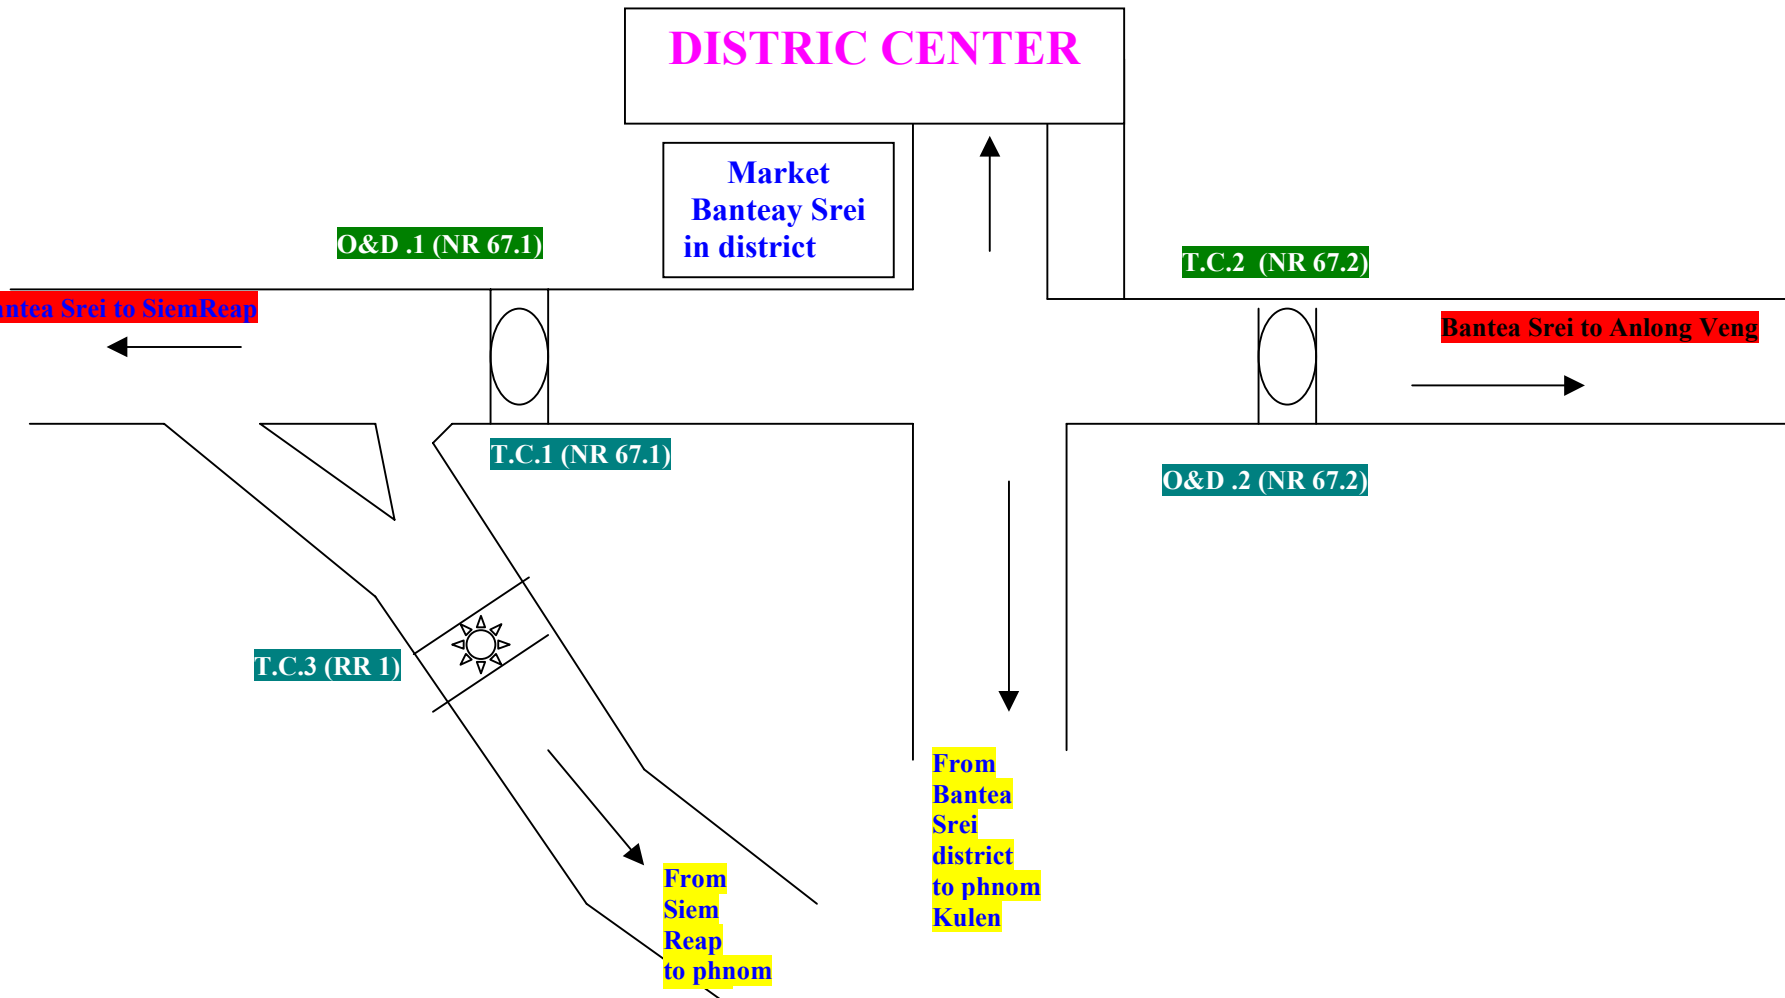 DISTRIC CENTER
Market
Banteay Srei
in district
O&D .1 (NR 67.1)
T.C.2 (NR 67.2)
antea Srei to SiemReap
Bantea Srei to Anlong Veng
T.C.1 (NR 67.1)
O&D .2 (NR 67.2)
T.C.3 (RR 1)
From
Bantea
Srei
district
to phnom
Kulen
From
Siem
Reap
to phnom